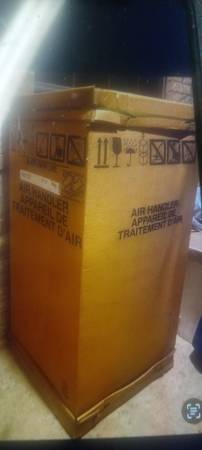 AIR HANDLER
APPAREIL DE
TRAITEMENT D'AIR
AIR HANDLER
APPAREIL DE
TRAITEMENT D'AIR